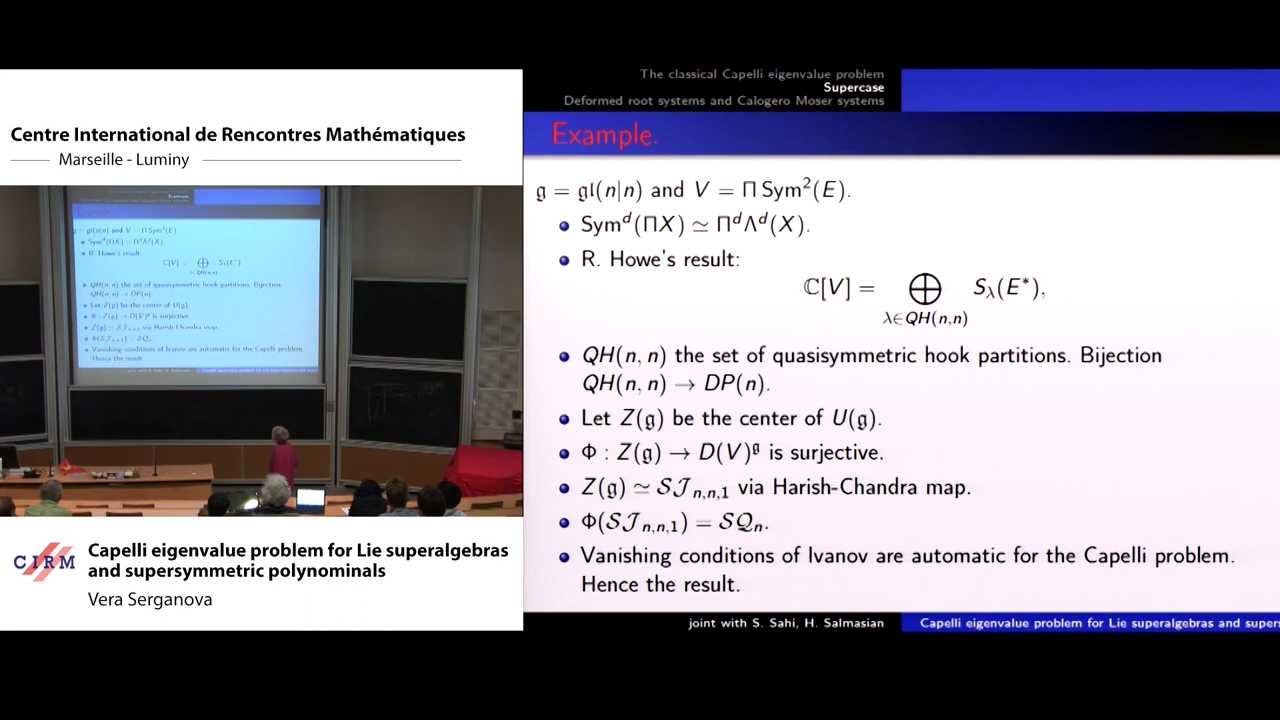 Centre International de Rencontres Mathématiques
Marseille - Luminy
CIRM
Capelli eigenvalue problem for Lie superalgebras
and supersymmetric polynominals
Vera Serganova
The classical Capelli eigenvalue problem
Supercase
Deformed root systems and Calogero Moser systems
Example.
𝔤 = 𝔤𝔩(n|n) and V = Π Sym²(E).
• Symᵈ(ΠX) ≃ ΠᵈΛᵈ(X).
• R. Howe's result:
ℂ[V] = ⊕ S_λ(E*),
λ∈QH(n,n)
• QH(n, n) the set of quasisymmetric hook partitions. Bijection
QH(n, n) → DP(n).
• Let Z(𝔤) be the center of U(𝔤).
• Φ : Z(𝔤) → D(V)^𝔤 is surjective.
• Z(𝔤) ≃ 𝒮𝒥_{n,n,1} via Harish-Chandra map.
• Φ(𝒮𝒥_{n,n,1}) = 𝒮𝒬_n.
• Vanishing conditions of Ivanov are automatic for the Capelli problem.
Hence the result.
joint with S. Sahi, H. Salmasian
Capelli eigenvalue problem for Lie superalgebras and super